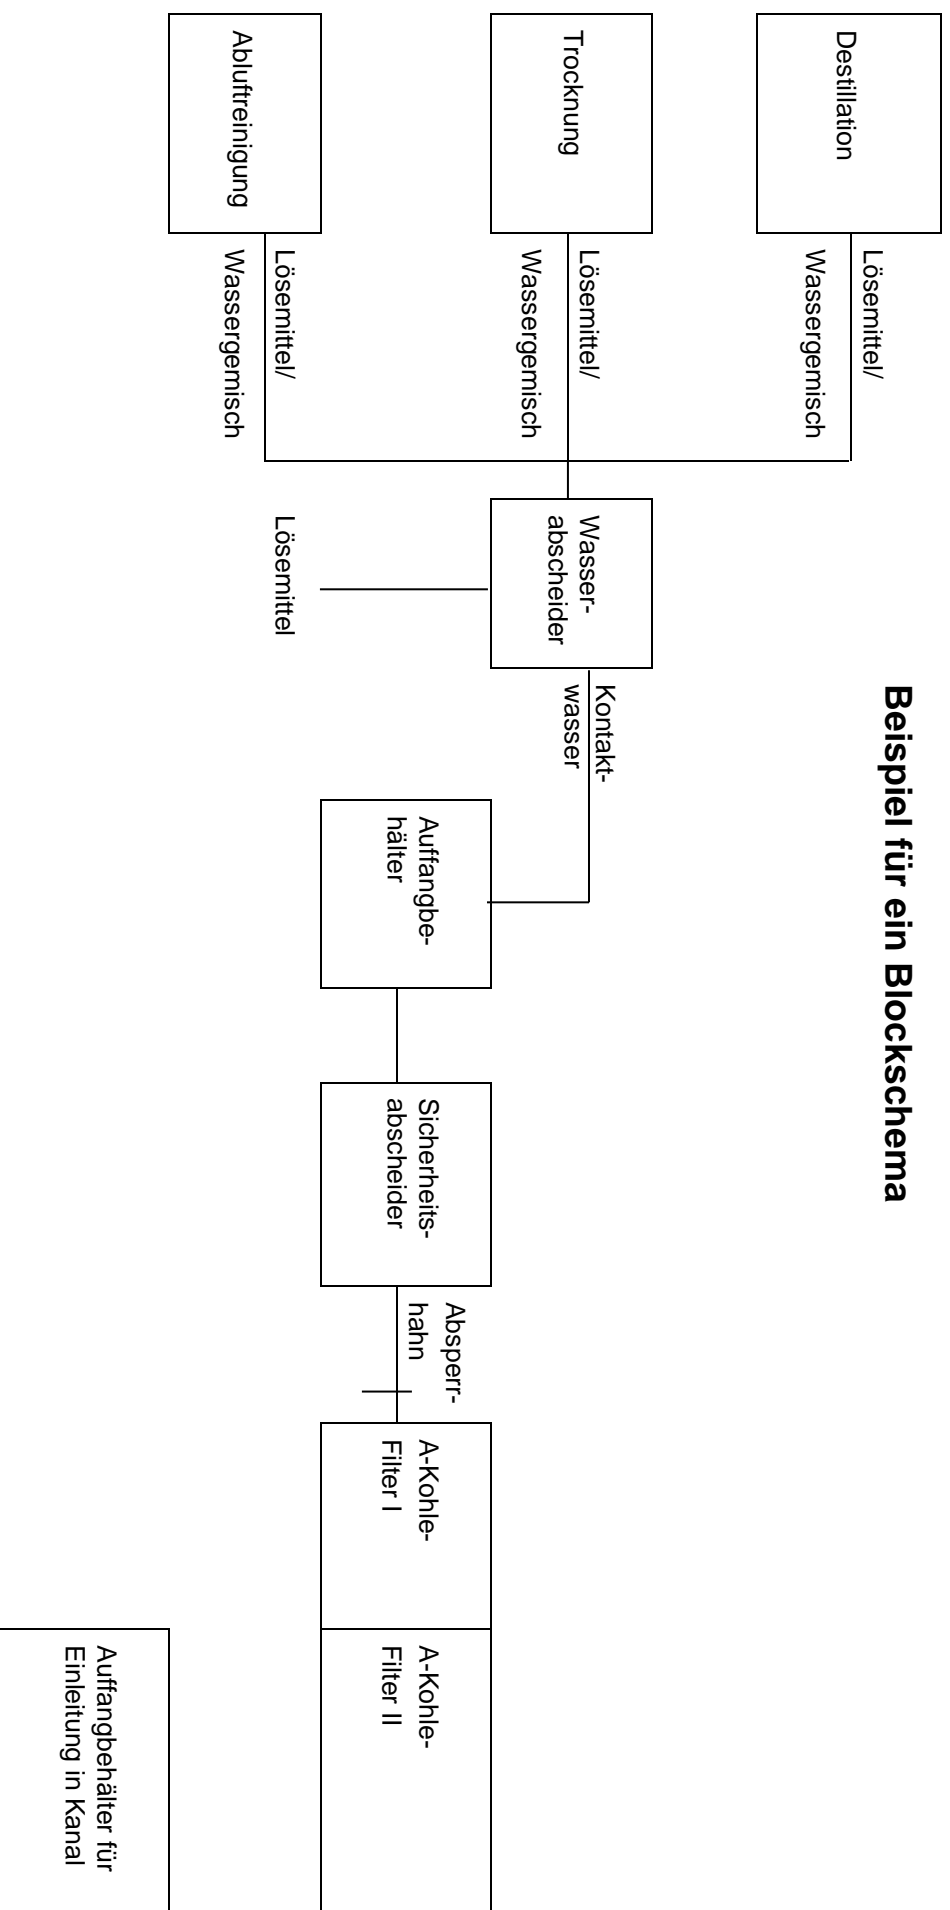 Beispiel für ein Blockschema
Destillation
Lösemittel/
Wassergemisch
Trocknung
Lösemittel/
Wassergemisch
Abluftreinigung
Lösemittel/
Wassergemisch
Wasser-
abscheider
Lösemittel
Kontakt-
wasser
Auffangbe-
hälter
Sicherheits-
abscheider
Absperr-
hahn
A-Kohle-
Filter I
A-Kohle-
Filter II
Auffangbehälter für
Einleitung in Kanal